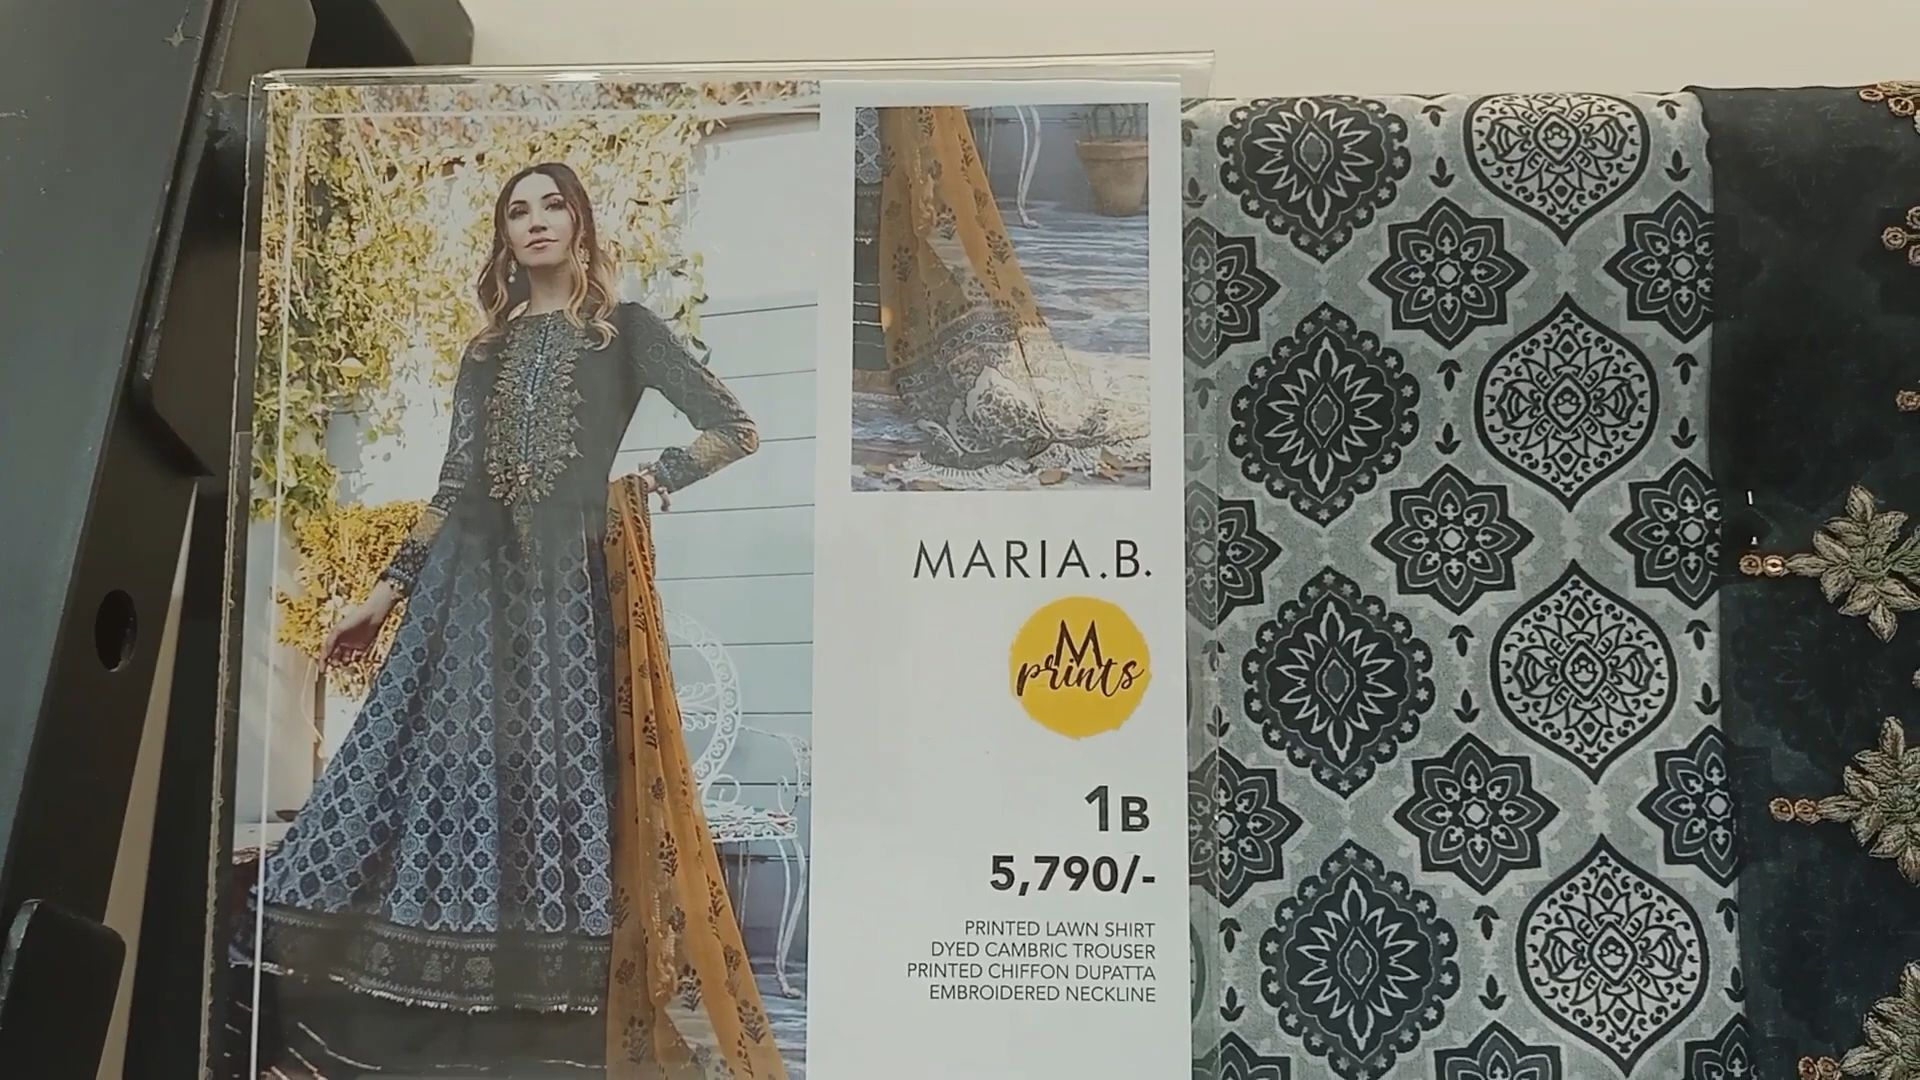 MARIA.B.
M
prints
1B
5,790/-
PRINTED LAWN SHIRT
DYED CAMBRIC TROUSER
PRINTED CHIFFON DUPATTA
EMBROIDERED NECKLINE